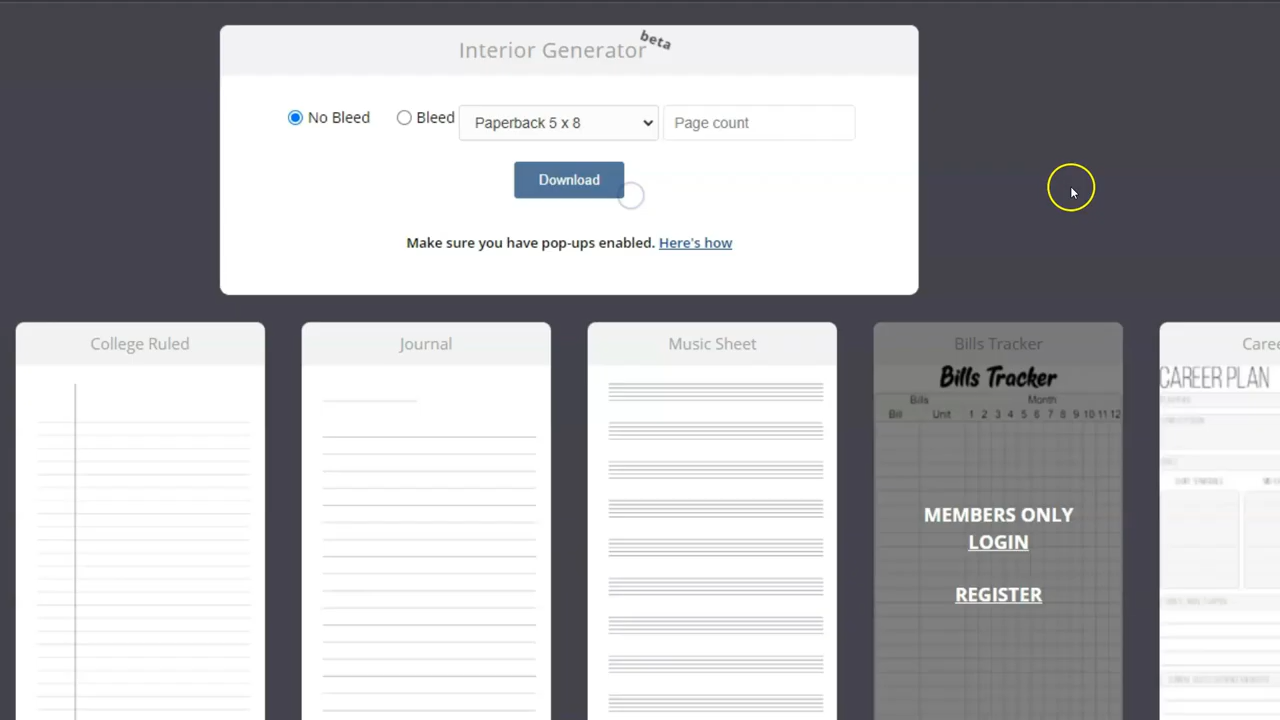 Interior Generator beta
No Bleed Bleed Paperback 5 x 8 Page count
Download
Make sure you have pop-ups enabled. Here's how
College Ruled
Journal
Music Sheet
Bills Tracker
Bills Tracker
Bills Month
Bill Unit 1 2 3 4 5 6 7 8 9 10 11 12
MEMBERS ONLY
LOGIN
REGISTER
Caree
CAREER PLAN